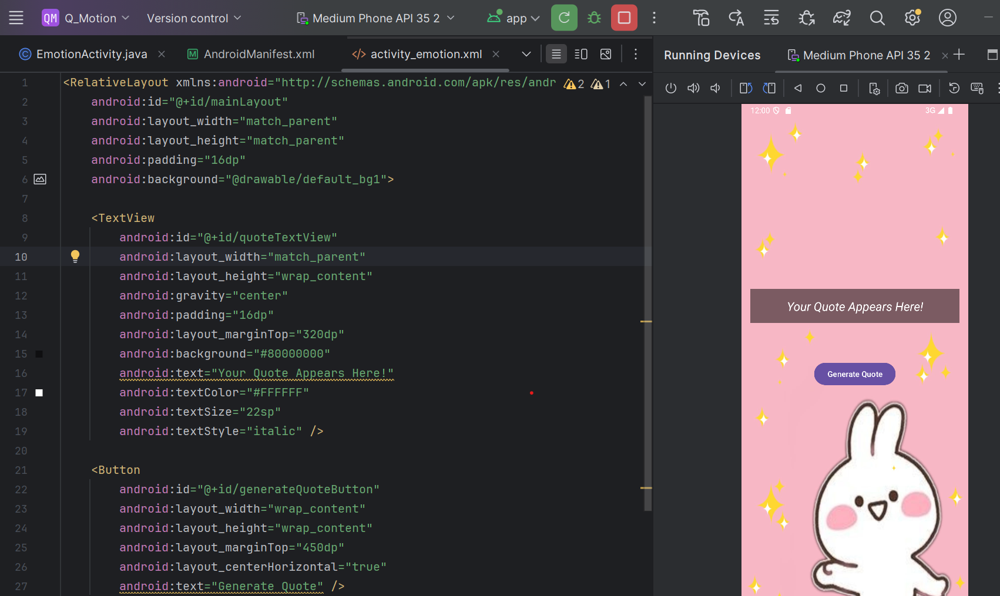 QM Q_Motion Version control Medium Phone API 35 2 app
EmotionActivity.java AndroidManifest.xml activity_emotion.xml
Running Devices Medium Phone API 35 2
1 <RelativeLayout xmlns:android="http://schemas.android.com/apk/res/andr 2 1
2 android:id="@+id/mainLayout"
3 android:layout_width="match_parent"
4 android:layout_height="match_parent"
5 android:padding="16dp"
6 android:background="@drawable/default_bg1">
7
8 <TextView
9 android:id="@+id/quoteTextView"
10 android:layout_width="match_parent"
11 android:layout_height="wrap_content"
12 android:gravity="center"
13 android:padding="16dp"
14 android:layout_marginTop="320dp"
15 android:background="#80000000"
16 android:text="Your Quote Appears Here!"
17 android:textColor="#FFFFFF"
18 android:textSize="22sp"
19 android:textStyle="italic" />
20
21 <Button
22 android:id="@+id/generateQuoteButton"
23 android:layout_width="wrap_content"
24 android:layout_height="wrap_content"
25 android:layout_marginTop="450dp"
26 android:layout_centerHorizontal="true"
27 android:text="Generate Quote" />
12:00 3G
Your Quote Appears Here!
Generate Quote